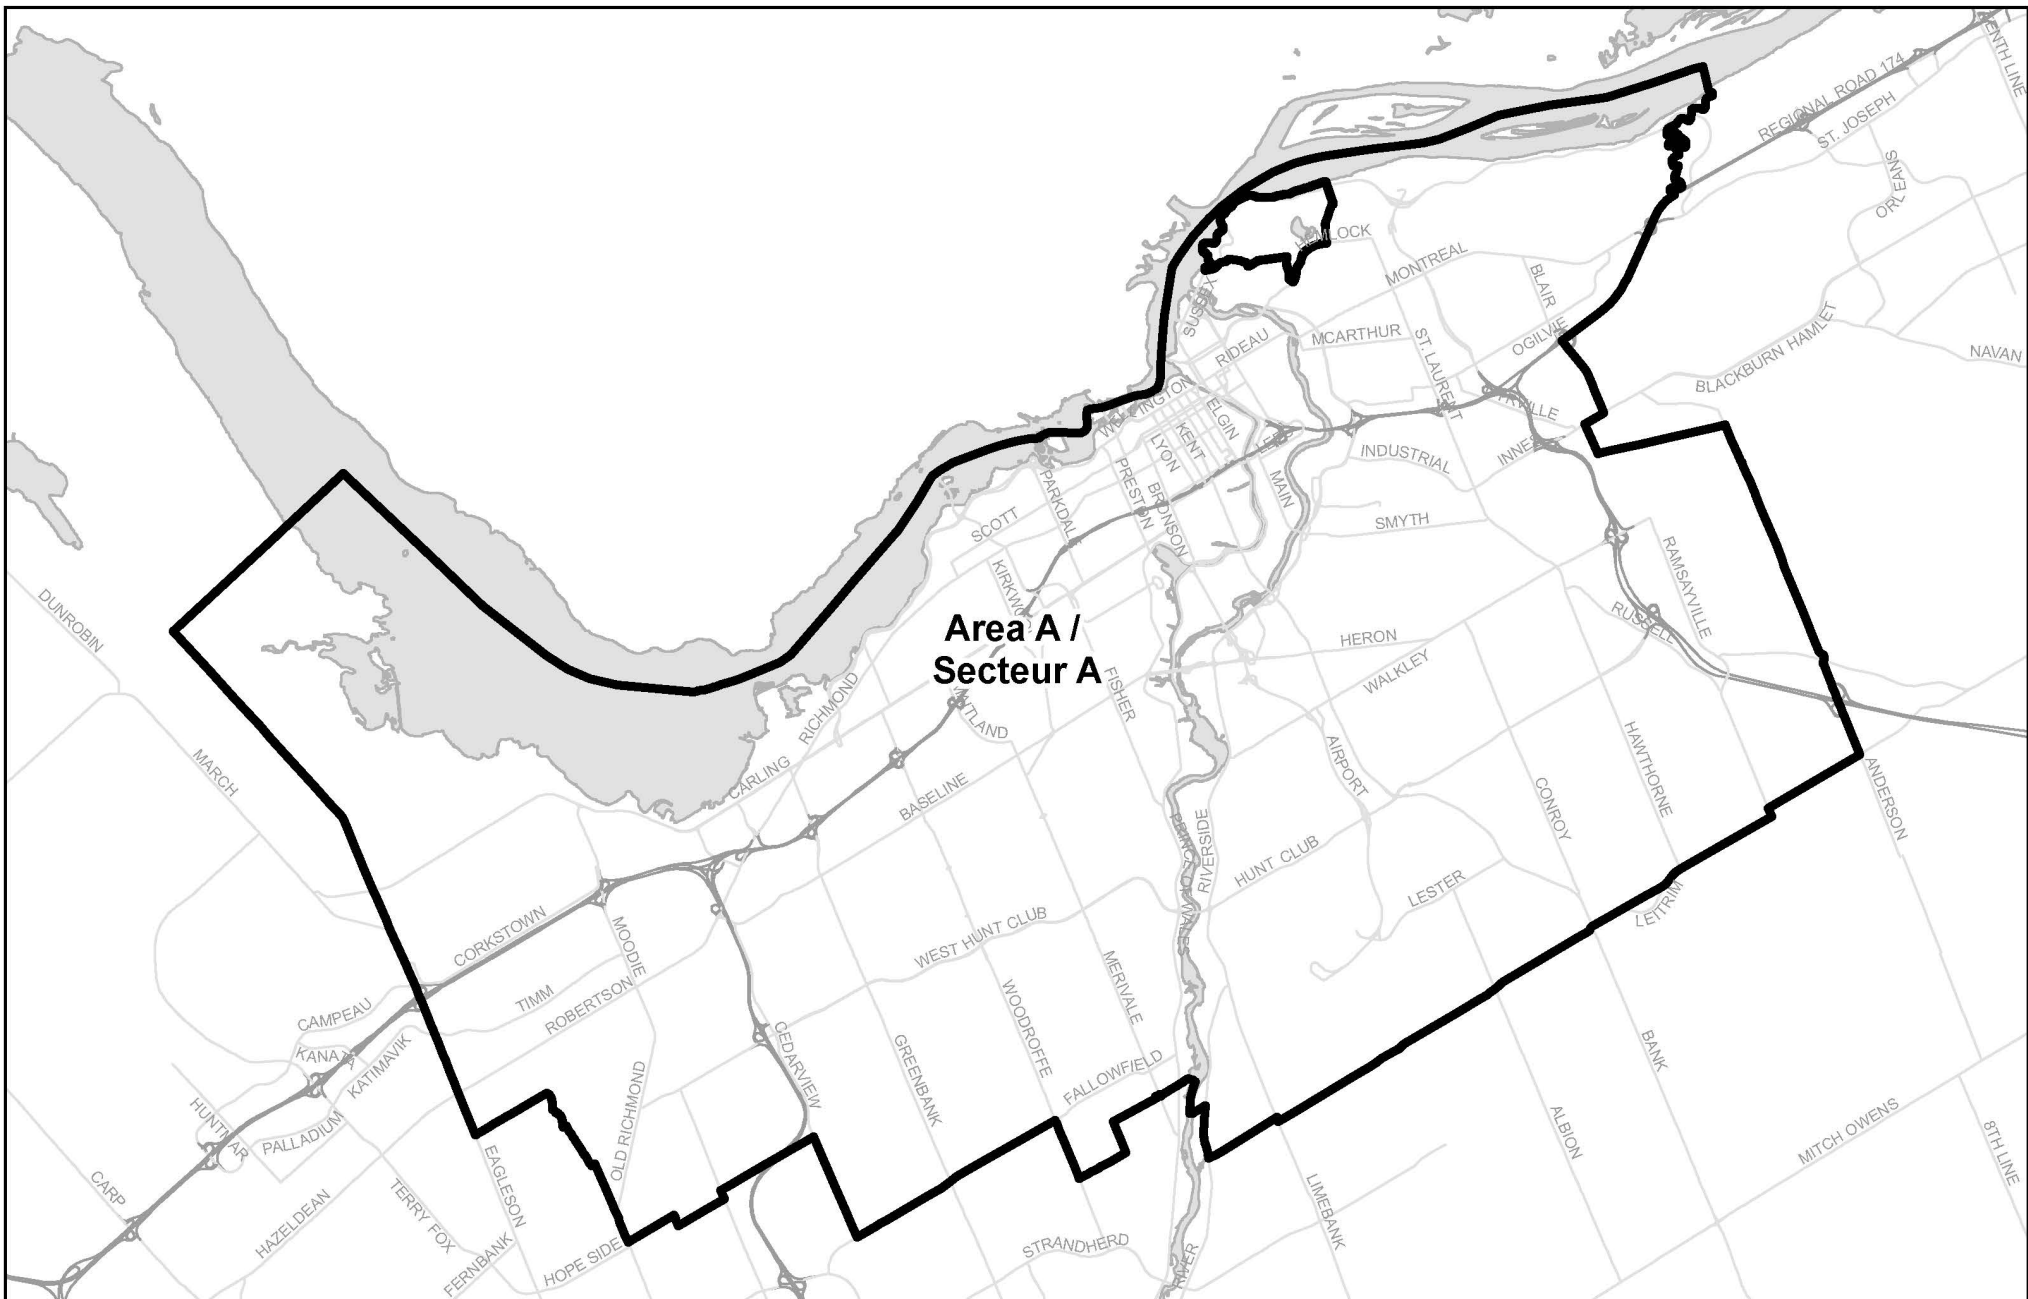 TENTH LINE
REGIONAL ROAD 174
ST. JOSEPH
ORLEANS
HEMLOCK
MONTREAL
BLAIR
SUSSEX
RIDEAU
MCARTHUR
ST. LAURENT
OGILVIE
BLACKBURN HAMLET
NAVAN
WELLINGTON
ELGIN
KENT
LYON
LEES
INNES
INDUSTRIAL
PRESTON
BRONSON
MAIN
PARKDALE
SCOTT
SMYTH
KIRKWOOD
RAMSAYVILLE
RUSSELL
DUNROBIN
Area A /
Secteur A
HERON
WALKLEY
FISHER
RICHMOND
MAITLAND
MARCH
CARLING
BASELINE
AIRPORT
HAWTHORNE
CONROY
ANDERSON
PRINCE OF WALES
RIVERSIDE
HUNT CLUB
LESTER
LEITRIM
CORKSTOWN
MOODIE
WEST HUNT CLUB
MERIVALE
WOODROFFE
TIMM
ROBERTSON
CAMPEAU
KANATA
KATIMAVIK
CEDARVIEW
GREENBANK
FALLOWFIELD
BANK
ALBION
MITCH OWENS
8TH LINE
HUNTMAR
PALLADIUM
OLD RICHMOND
EAGLESON
CARP
HAZELDEAN
TERRY FOX
FERNBANK
HOPE SIDE
STRANDHERD
RIVER
LIMEBANK